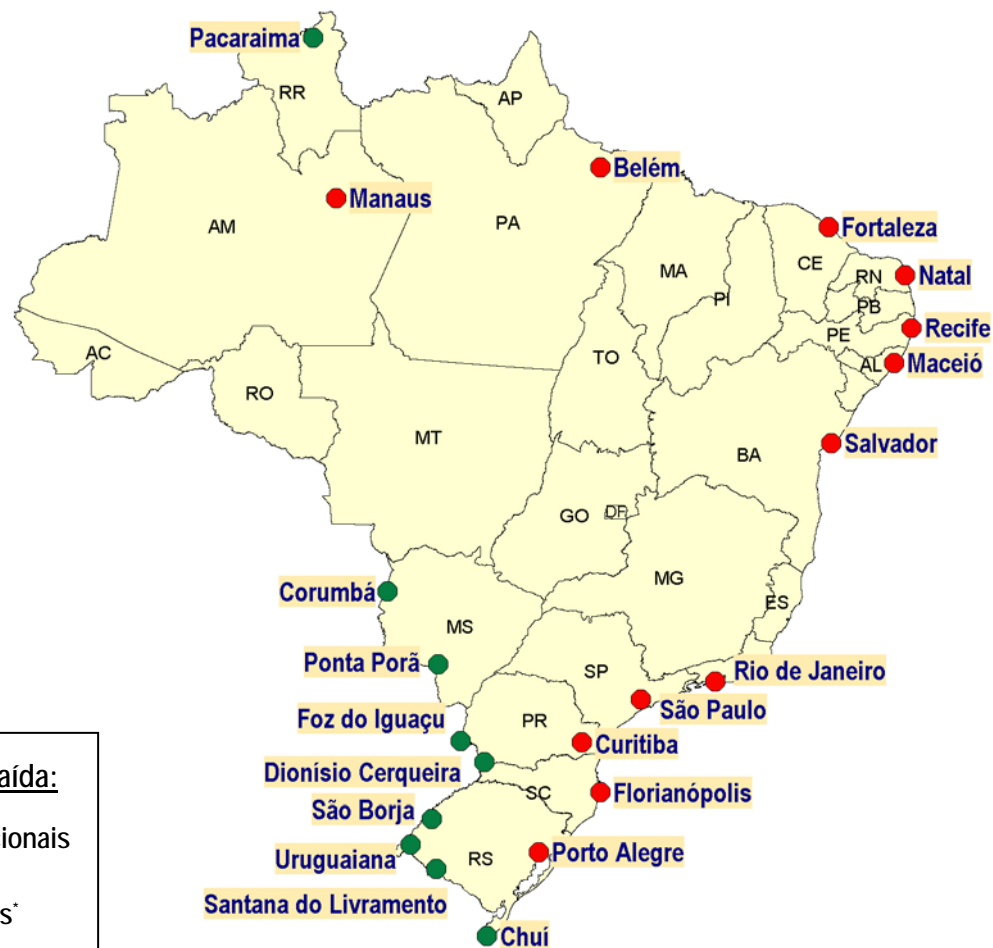 Pacaraima
RR
AP
Belém
Manaus
AM
PA
Fortaleza
CE
MA
RN
Natal
PI
PB
Recife
PE
AC
TO
AL
Maceió
RO
MT
Salvador
BA
GO
DF
MG
Corumbá
ES
MS
Ponta Porã
Rio de Janeiro
SP
São Paulo
Foz do Iguaçu
PR
Curitiba
Dionísio Cerqueira
SC
Florianópolis
São Borja
Uruguaiana
RS
Porto Alegre
Santana do Livramento
Chuí
aída:
cionais
s*